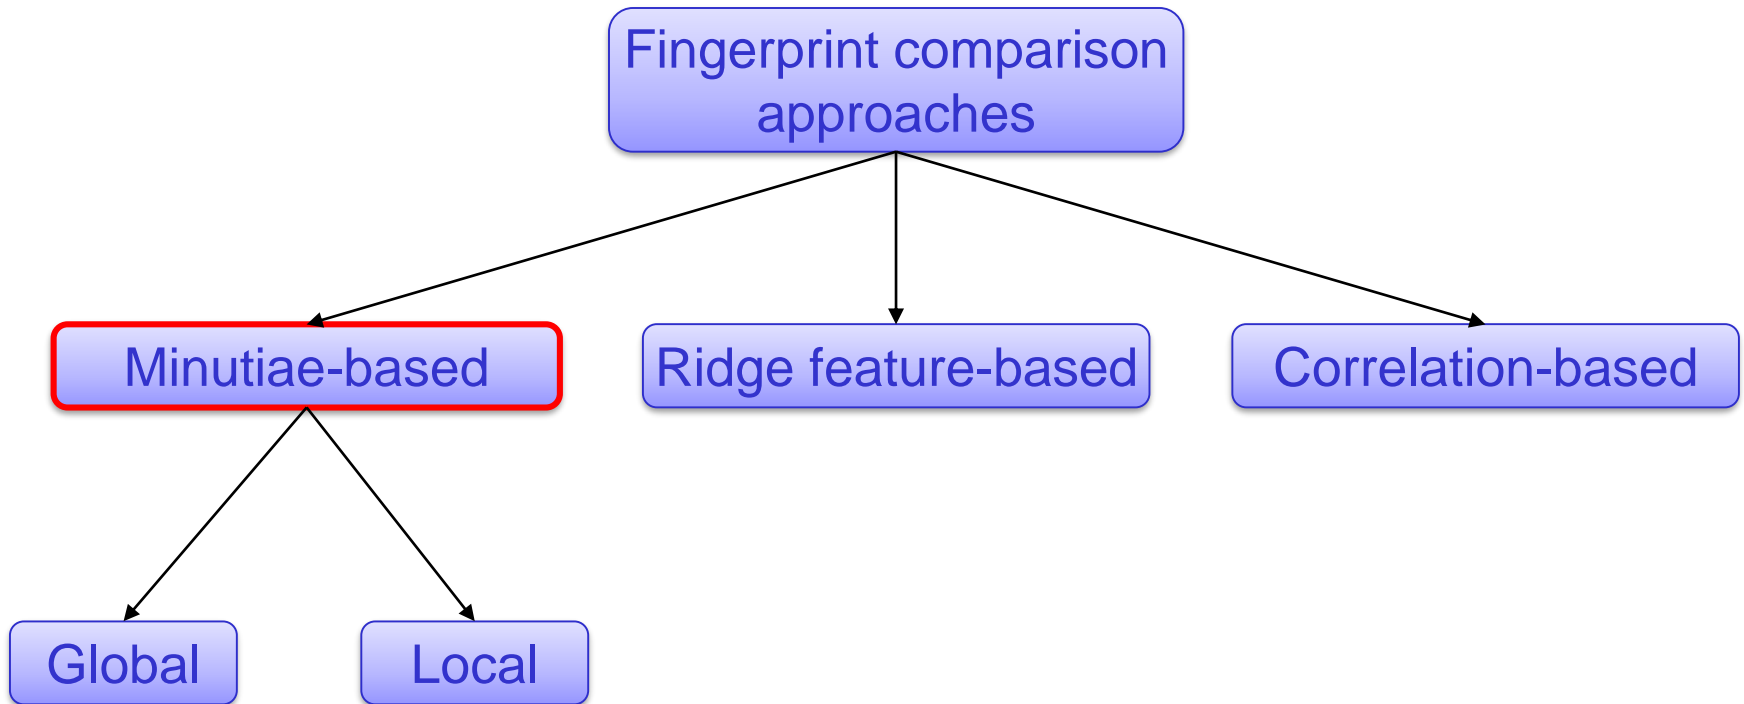 Fingerprint comparison
approaches
Minutiae-based
Ridge feature-based
Correlation-based
Global
Local